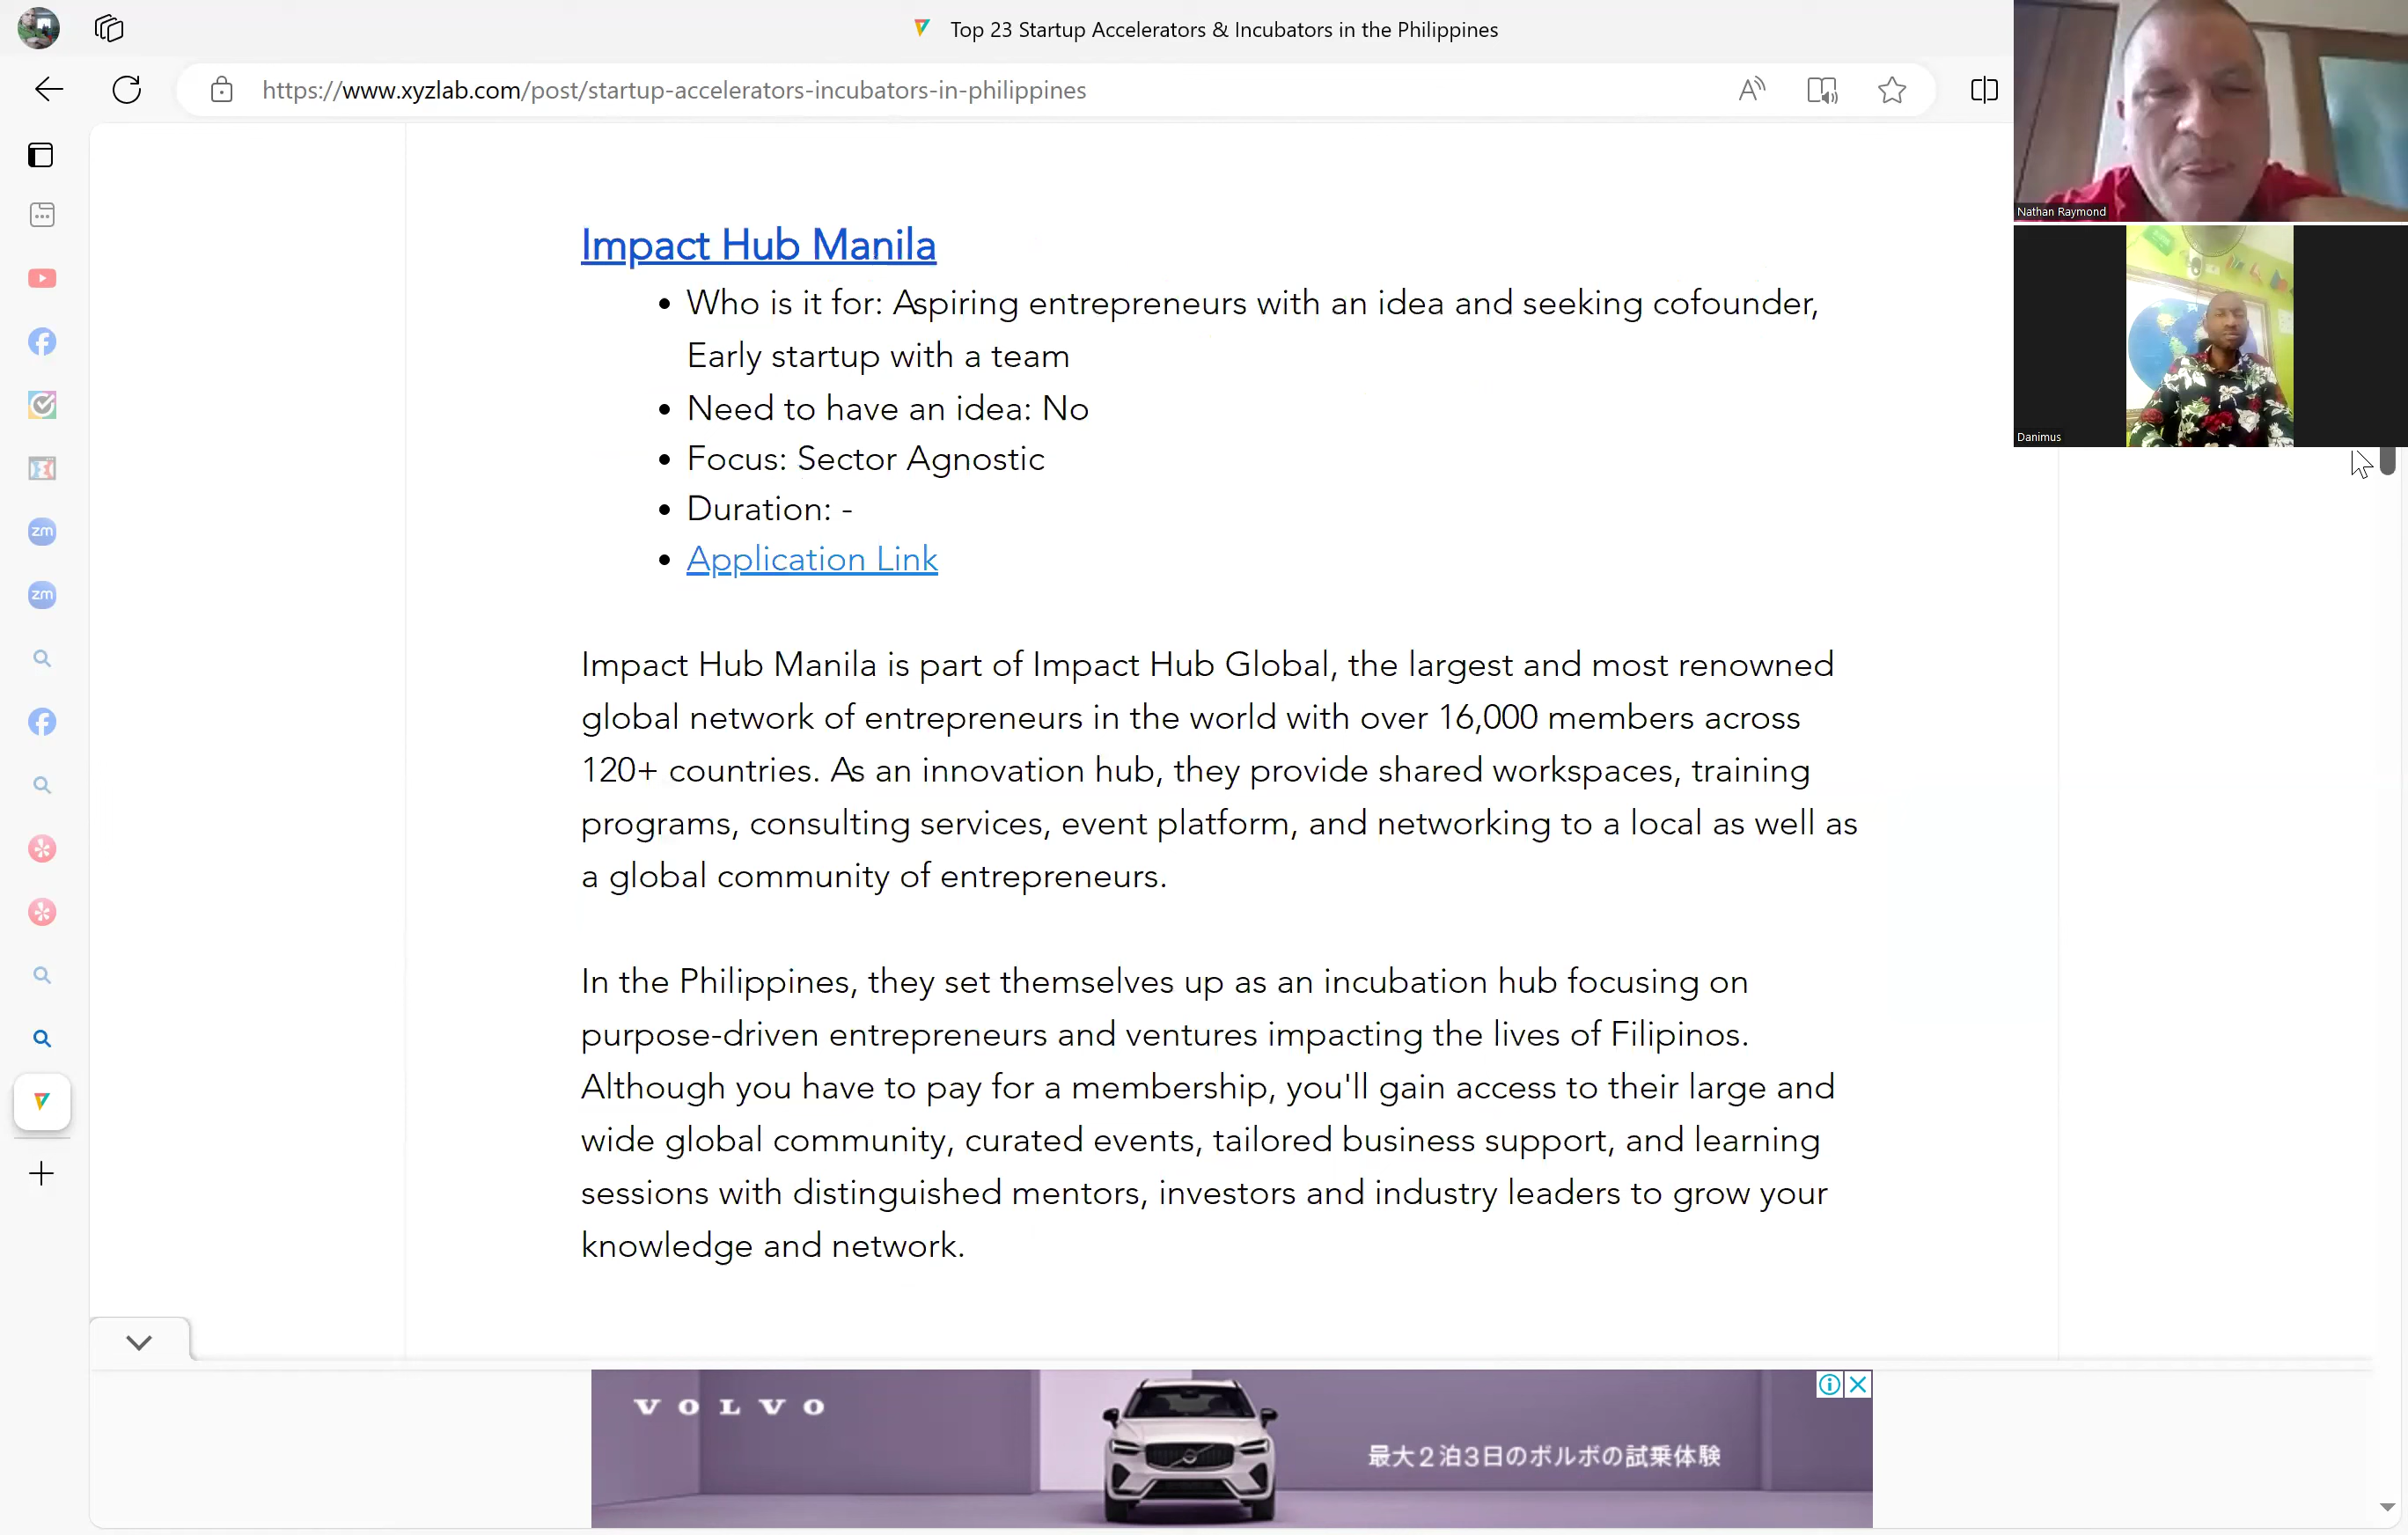 Top 23 Startup Accelerators & Incubators in the Philippines
https://www.xyzlab.com/post/startup-accelerators-incubators-in-philippines
Nathan Raymond
Danimus
Impact Hub Manila
• Who is it for: Aspiring entrepreneurs with an idea and seeking cofounder,
Early startup with a team
• Need to have an idea: No
• Focus: Sector Agnostic
• Duration: -
• Application Link
Impact Hub Manila is part of Impact Hub Global, the largest and most renowned
global network of entrepreneurs in the world with over 16,000 members across
120+ countries. As an innovation hub, they provide shared workspaces, training
programs, consulting services, event platform, and networking to a local as well as
a global community of entrepreneurs.
In the Philippines, they set themselves up as an incubation hub focusing on
purpose-driven entrepreneurs and ventures impacting the lives of Filipinos.
Although you have to pay for a membership, you'll gain access to their large and
wide global community, curated events, tailored business support, and learning
sessions with distinguished mentors, investors and industry leaders to grow your
knowledge and network.
zm
zm
VOLVO
最大2泊3日のボルボの試乗体験